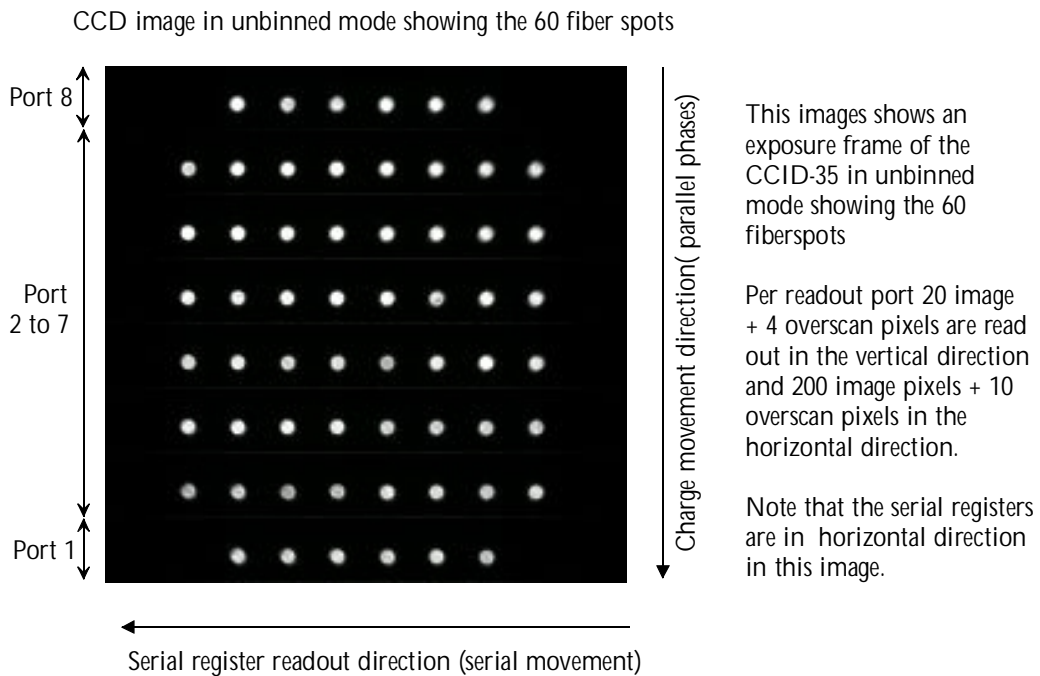 CCD image in unbinned mode showing the 60 fiber spots
Port 8
Port
2 to 7
Port 1
Charge movement direction( parallel phases)
Serial register readout direction (serial movement)
This images shows an
exposure frame of the
CCID-35 in unbinned
mode showing the 60
fiberspots
Per readout port 20 image
+ 4 overscan pixels are read
out in the vertical direction
and 200 image pixels + 10
overscan pixels in the
horizontal direction.
Note that the serial registers
are in horizontal direction
in this image.